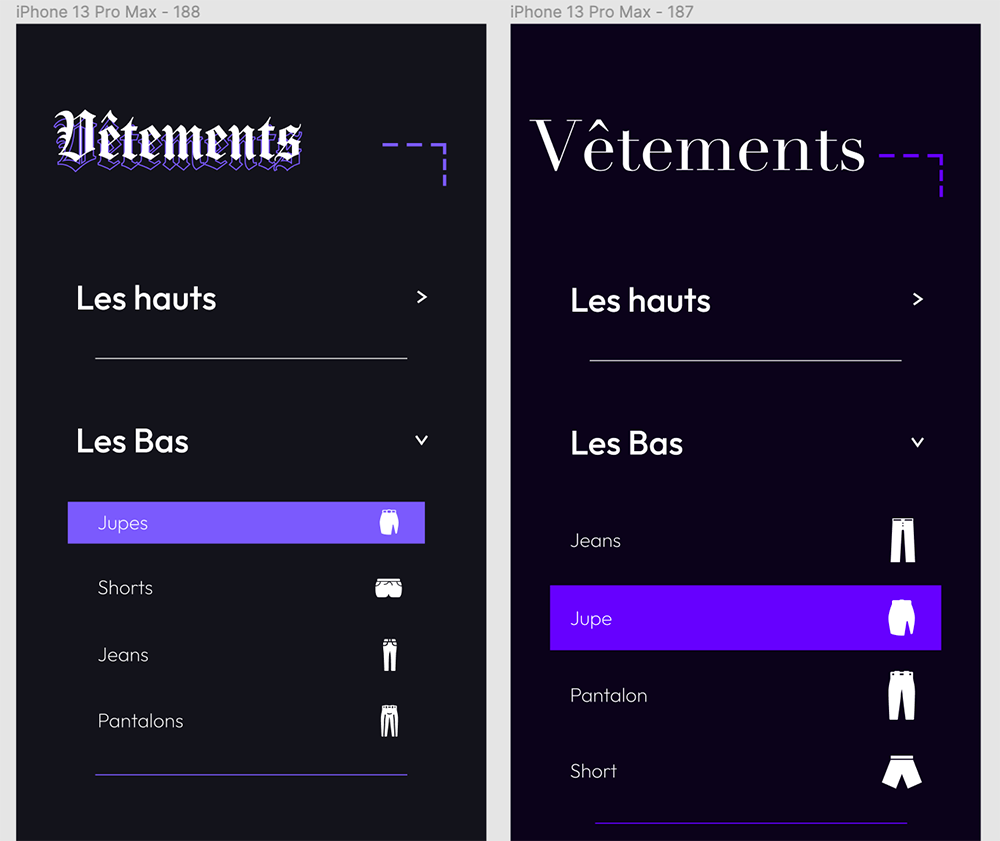 iPhone 13 Pro Max - 188
Vêtements
Les hauts
Les Bas
Jupes
Shorts
Jeans
Pantalons
iPhone 13 Pro Max - 187
Vêtements
Les hauts
Les Bas
Jeans
Jupe
Pantalon
Short